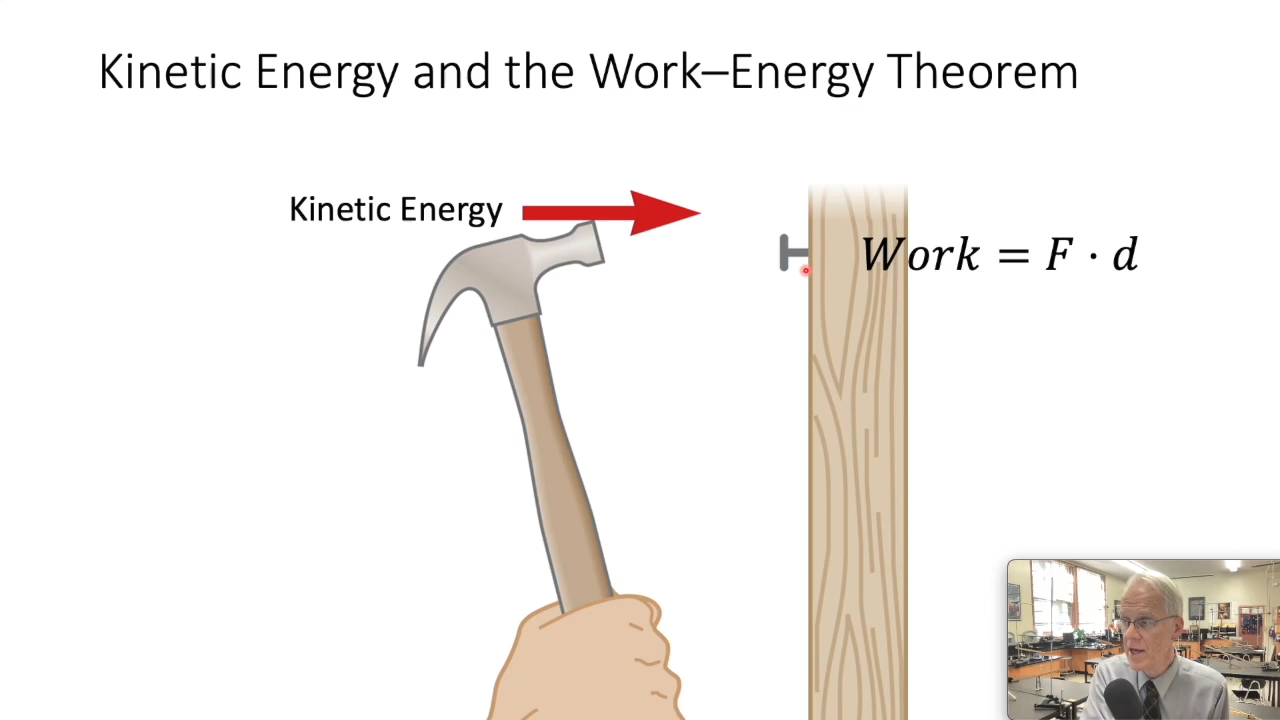 Kinetic Energy and the Work–Energy Theorem
Kinetic Energy
Work = F · d